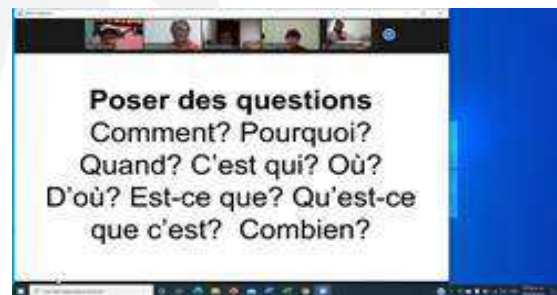 Poser des questions
Comment? Pourquoi?
Quand? C'est qui? Où?
D'où? Est-ce que? Qu'est-ce
que c'est? Combien?